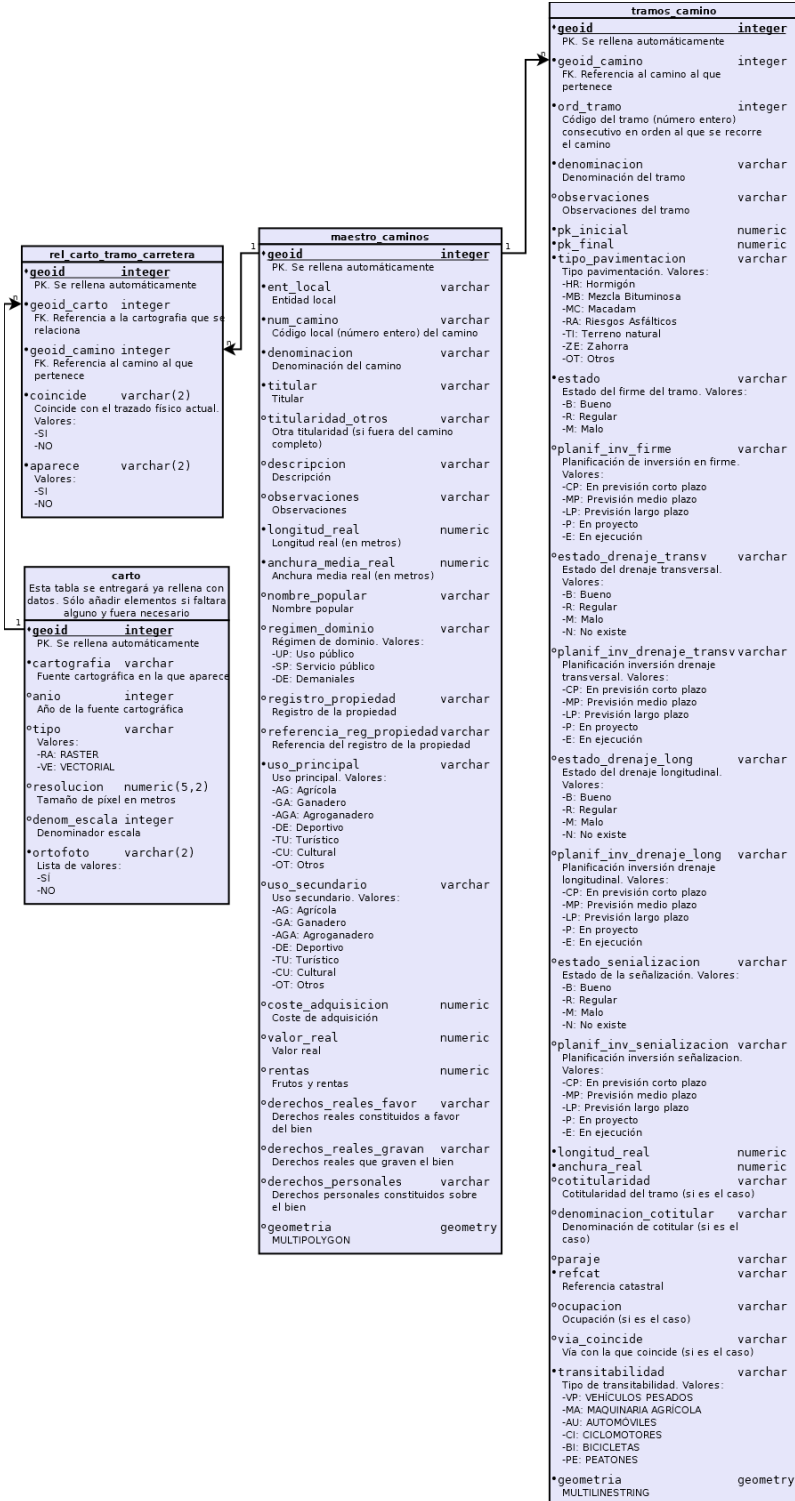 rel_carto_tramo_carretera
geoid integer
PK. Se rellena automáticamente
geoid_carto integer
FK. Referencia a la cartografia que se
relaciona
geoid_camino integer
FK. Referencia al camino al que
pertenece
coincide varchar(2)
Coincide con el trazado físico actual.
Valores:
-SI
-NO
aparece varchar(2)
Valores:
-SI
-NO
carto
Esta tabla se entregará ya rellena con
datos. Sólo añadir elementos si faltara
alguno y fuera necesario
geoid integer
PK. Se rellena automáticamente
cartografia varchar
Fuente cartográfica en la que aparece
anio integer
Año de la fuente cartográfica
tipo varchar
Valores:
-RA: RASTER
-VE: VECTORIAL
resolucion numeric(5,2)
Tamaño de píxel en metros
denom_escala integer
Denominador escala
ortofoto varchar(2)
Lista de valores:
-SÍ
-NO
1
n
1
n
maestro_caminos
geoid integer
PK. Se rellena automáticamente
ent_local varchar
Entidad local
num_camino varchar
Código local (número entero) del camino
denominacion varchar
Denominación del camino
titular varchar
Titular
titularidad_otros varchar
Otra titularidad (si fuera del camino
completo)
descripcion varchar
Descripción
observaciones varchar
Observaciones
longitud_real numeric
Longitud real (en metros)
anchura_media_real numeric
Anchura media real (en metros)
nombre_popular varchar
Nombre popular
regimen_dominio varchar
Régimen de dominio. Valores:
-UP: Uso público
-SP: Servicio público
-DE: Demaniales
registro_propiedad varchar
Registro de la propiedad
referencia_reg_propiedad varchar
Referencia del registro de la propiedad
uso_principal varchar
Uso principal. Valores:
-AG: Agrícola
-GA: Ganadero
-AGA: Agroganadero
-DE: Deportivo
-TU: Turístico
-CU: Cultural
-OT: Otros
uso_secundario varchar
Uso secundario. Valores:
-AG: Agrícola
-GA: Ganadero
-AGA: Agroganadero
-DE: Deportivo
-TU: Turístico
-CU: Cultural
-OT: Otros
coste_adquisicion numeric
Coste de adquisición
valor_real numeric
Valor real
rentas numeric
Frutos y rentas
derechos_reales_favor varchar
Derechos reales constituidos a favor
del bien
derechos_reales_gravan varchar
Derechos reales que graven el bien
derechos_personales varchar
Derechos personales constituidos sobre
el bien
geometria geometry
MULTIPOLYGON
1
n
tramos_camino
geoid integer
PK. Se rellena automáticamente
geoid_camino integer
FK. Referencia al camino al que
pertenece
ord_tramo integer
Código del tramo (número entero)
consecutivo en orden al que se recorre
el camino
denominacion varchar
Denominación del tramo
observaciones varchar
Observaciones del tramo
pk_inicial numeric
pk_final numeric
tipo_pavimentacion varchar
Tipo pavimentación. Valores:
-HR: Hormigón
-MB: Mezcla Bituminosa
-MC: Macadam
-RA: Riesgos Asfálticos
-TI: Terreno natural
-ZE: Zahorra
-OT: Otros
estado varchar
Estado del firme del tramo. Valores:
-B: Bueno
-R: Regular
-M: Malo
planif_inv_firme varchar
Planificación de inversión en firme.
Valores:
-CP: En previsión corto plazo
-MP: Previsión medio plazo
-LP: Previsión largo plazo
-P: En proyecto
-E: En ejecución
estado_drenaje_transv varchar
Estado del drenaje transversal.
Valores:
-B: Bueno
-R: Regular
-M: Malo
-N: No existe
planif_inv_drenaje_transv varchar
Planificación inversión drenaje
transversal. Valores:
-CP: En previsión corto plazo
-MP: Previsión medio plazo
-LP: Previsión largo plazo
-P: En proyecto
-E: En ejecución
estado_drenaje_long varchar
Estado del drenaje longitudinal.
Valores:
-B: Bueno
-R: Regular
-M: Malo
-N: No existe
planif_inv_drenaje_long varchar
Planificación inversión drenaje
longitudinal. Valores:
-CP: En previsión corto plazo
-MP: Previsión medio plazo
-LP: Previsión largo plazo
-P: En proyecto
-E: En ejecución
estado_senializacion varchar
Estado de la señalización. Valores:
-B: Bueno
-R: Regular
-M: Malo
-N: No existe
planif_inv_senializacion varchar
Planificación inversión señalizacion.
Valores:
-CP: En previsión corto plazo
-MP: Previsión medio plazo
-LP: Previsión largo plazo
-P: En proyecto
-E: En ejecución
longitud_real numeric
anchura_real numeric
cotitularidad varchar
Cotitularidad del tramo (si es el caso)
denominacion_cotitular varchar
Denominación de cotitular (si es el
caso)
paraje varchar
refcat varchar
Referencia catastral
ocupacion varchar
Ocupación (si es el caso)
via_coincide varchar
Vía con la que coincide (si es el caso)
transitabilidad varchar
Tipo de transitabilidad. Valores:
-VP: VEHÍCULOS PESADOS
-MA: MAQUINARIA AGRÍCOLA
-AU: AUTOMÓVILES
-CI: CICLOMOTORES
-BI: BICICLETAS
-PE: PEATONES
geometria geometry
MULTILINESTRING